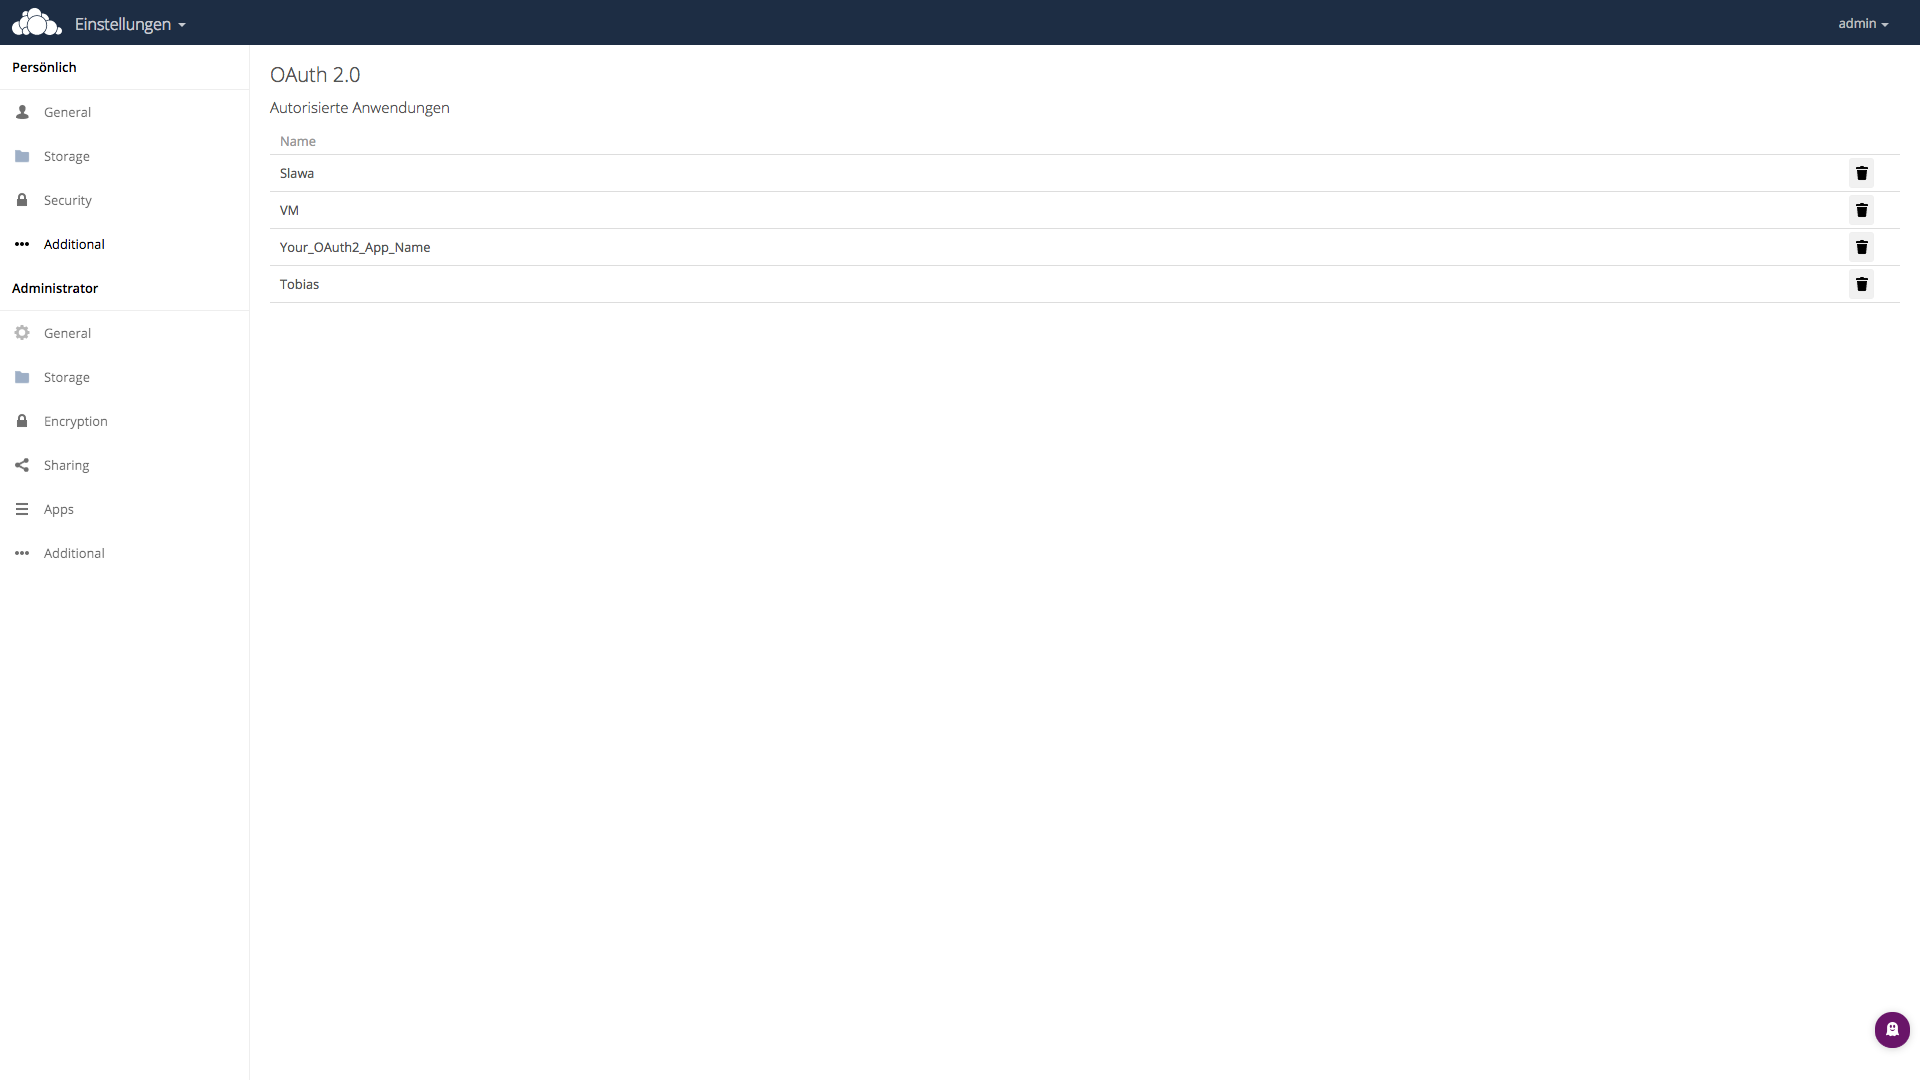 Einstellungen
admin
Persönlich
General
Storage
Security
Additional
Administrator
General
Storage
Encryption
Sharing
Apps
Additional
OAuth 2.0
Autorisierte Anwendungen
Name
Slawa
VM
Your_OAuth2_App_Name
Tobias